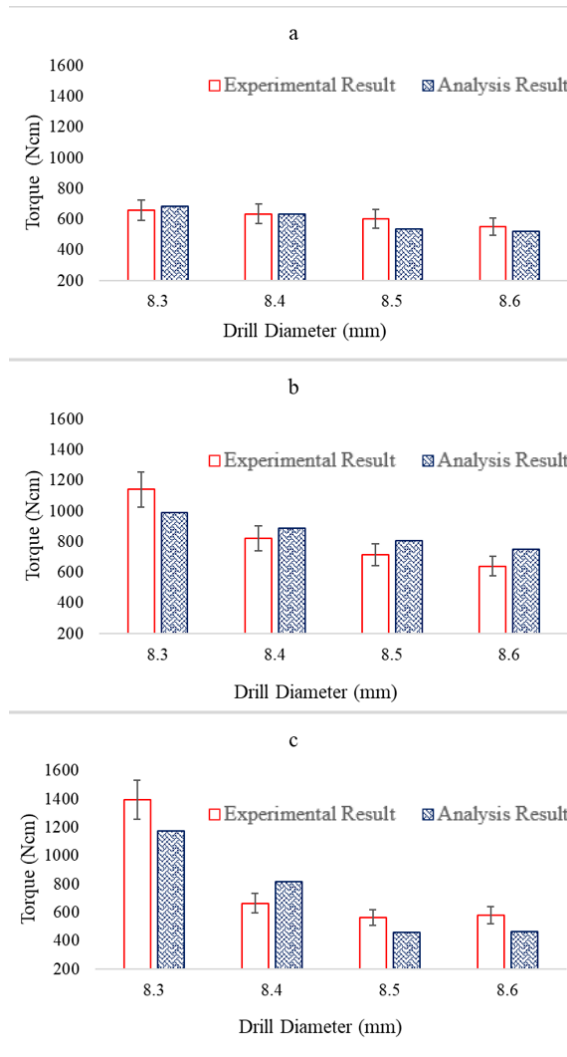 a
1600
Experimental Result Analysis Result
1400
1200
1000
800
600
400
200
Torque (Ncm)
8.3 8.4 8.5 8.6
Drill Diameter (mm)
b
1600
1400
Experimental Result Analysis Result
1200
1000
800
600
400
200
Torque (Ncm)
8.3 8.4 8.5 8.6
Drill Diameter (mm)
c
1600
1400
Experimental Result Analysis Result
1200
1000
800
600
400
200
Torque (Ncm)
8.3 8.4 8.5 8.6
Drill Diameter (mm)